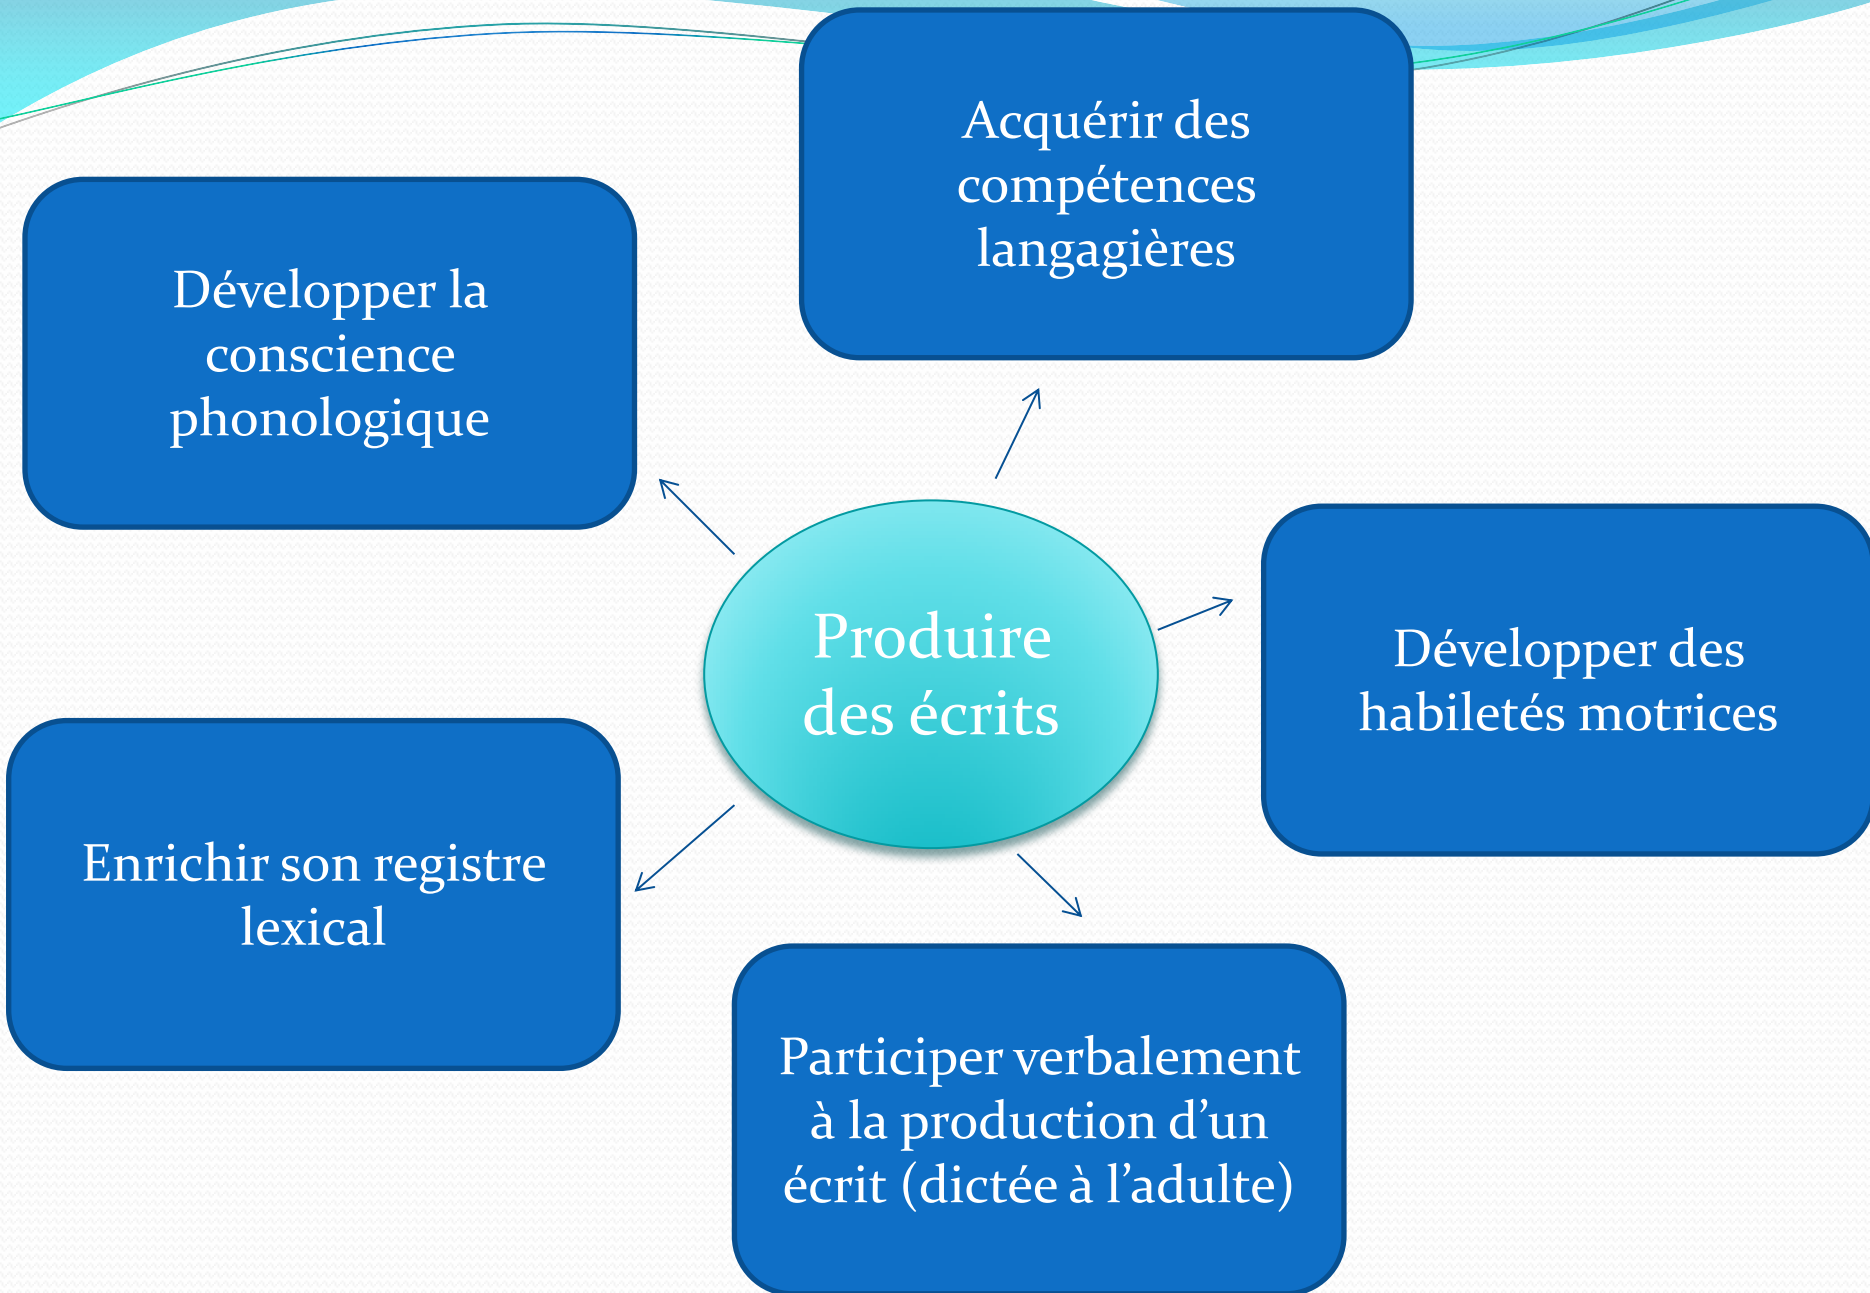 Acquérir des
compétences
langagières
Développer la
conscience
phonologique
Produire
des écrits
Développer des
habiletés motrices
Enrichir son registre
lexical
Participer verbalement
à la production d’un
écrit (dictée à l’adulte)